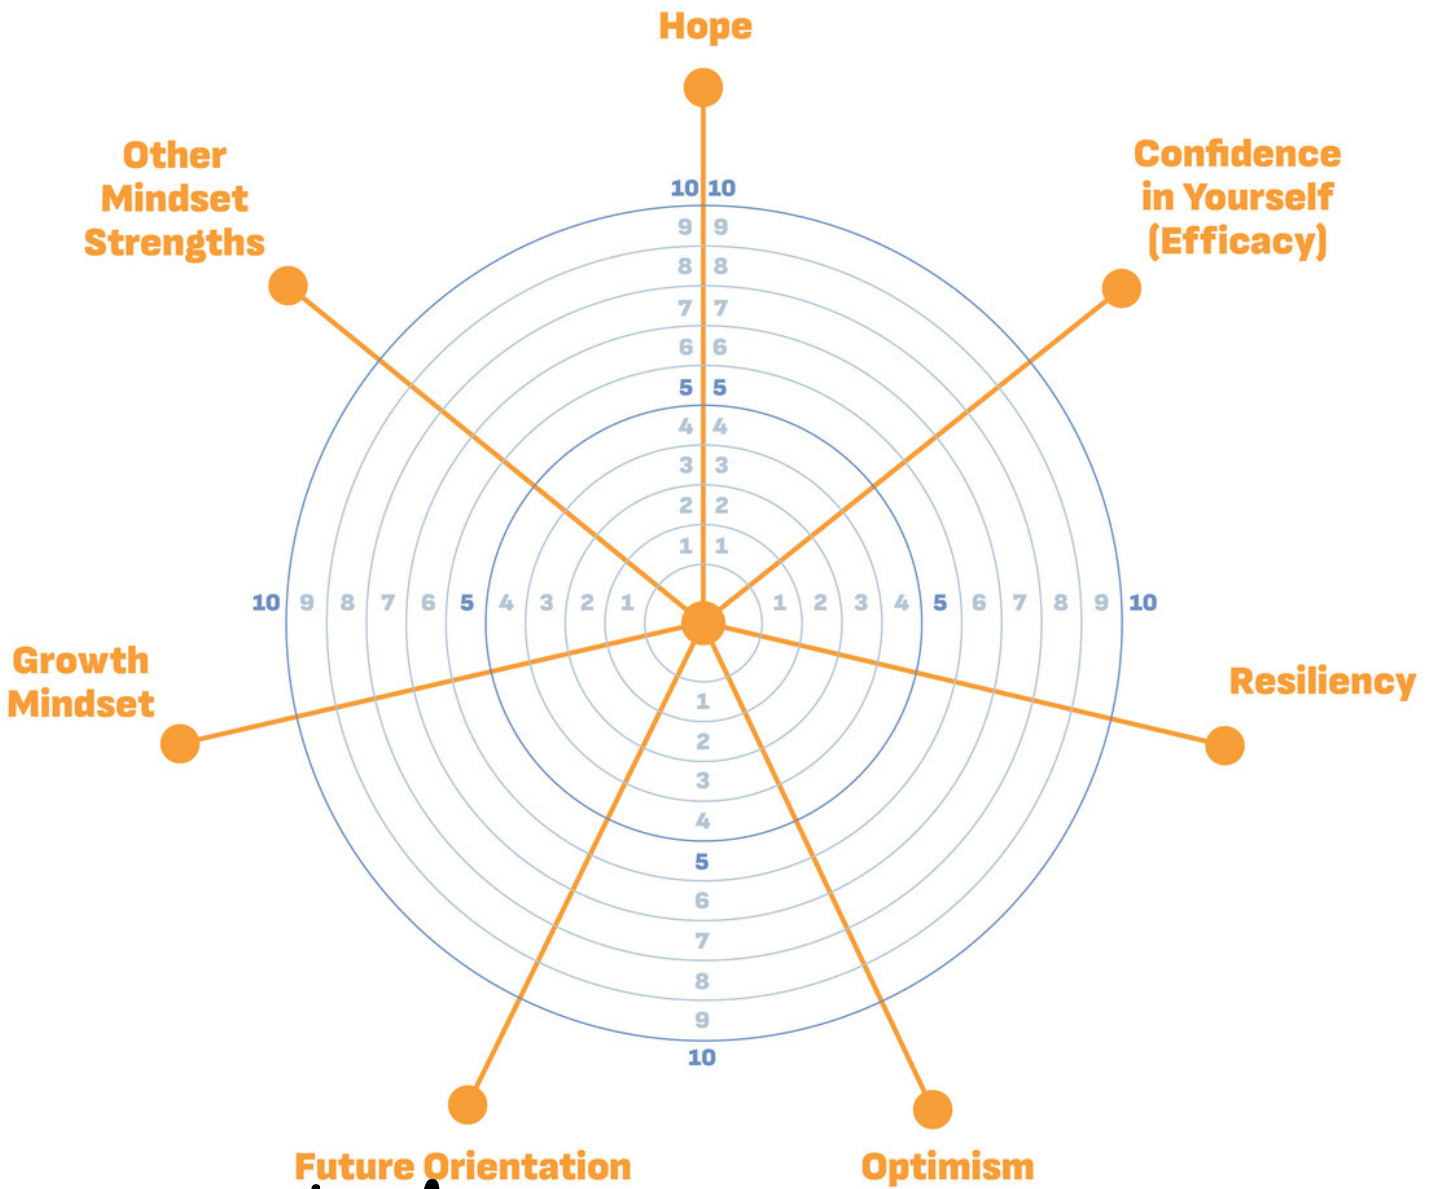 Hope
Other
Mindset
Strengths
Confidence
in Yourself
(Efficacy)
10 10
9 9
8 8
7 7
6 6
5 5
4 4
3 3
2 2
1 1
10 9 8 7 6 5 4 3 2 1 1 2 3 4 5 6 7 8 9 10
Growth
Mindset
Resiliency
1
2
3
4
5
6
7
8
9
10
Future Orientation
Optimism